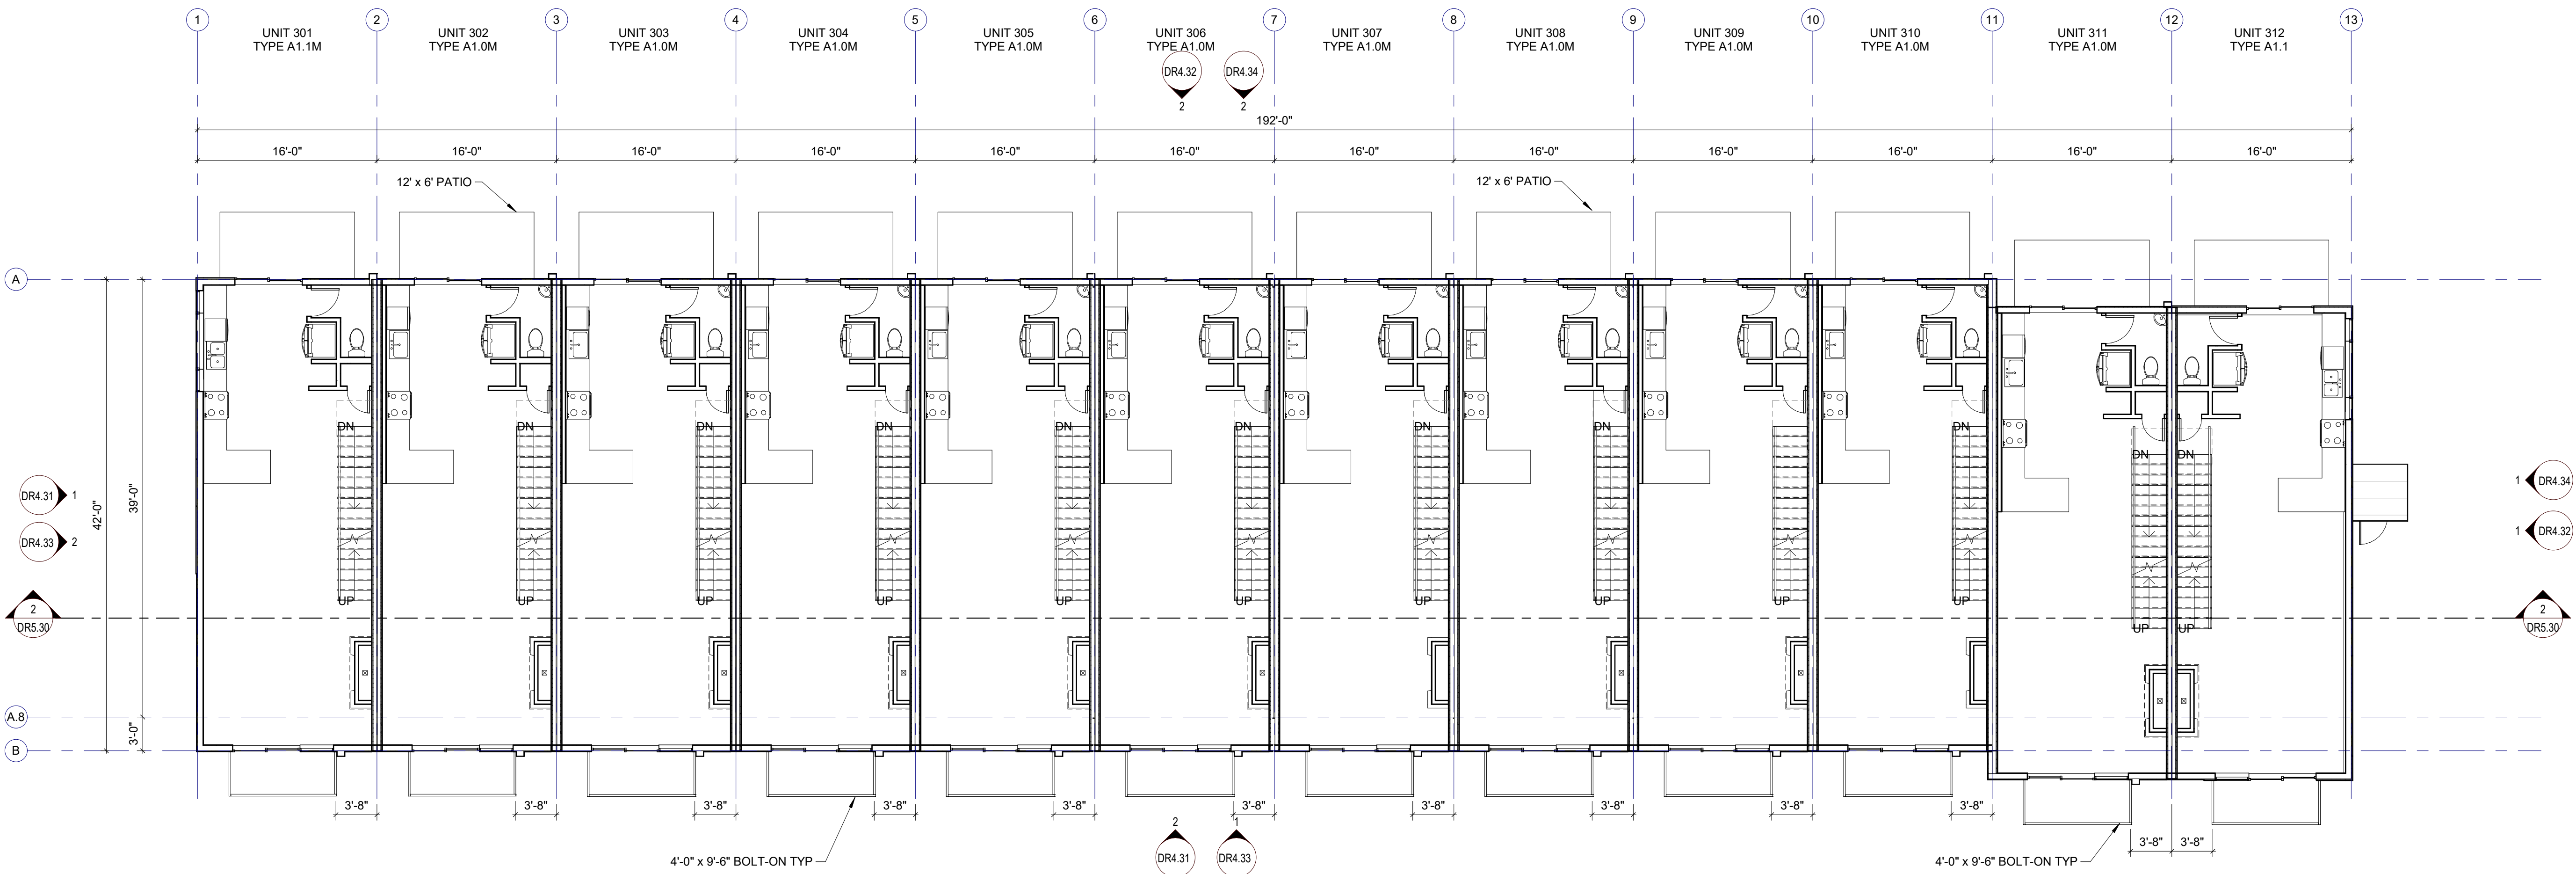 1 2 3 4 5 6 7 8 9 10 11 12 13
UNIT 301
TYPE A1.1M
UNIT 302
TYPE A1.0M
UNIT 303
TYPE A1.0M
UNIT 304
TYPE A1.0M
UNIT 305
TYPE A1.0M
UNIT 306
TYPE A1.0M
UNIT 307
TYPE A1.0M
UNIT 308
TYPE A1.0M
UNIT 309
TYPE A1.0M
UNIT 310
TYPE A1.0M
UNIT 311
TYPE A1.0M
UNIT 312
TYPE A1.1
DR4.32
2
DR4.34
2
192'-0"
16'-0" 16'-0" 16'-0" 16'-0" 16'-0" 16'-0" 16'-0" 16'-0" 16'-0" 16'-0" 16'-0" 16'-0"
12' x 6' PATIO
12' x 6' PATIO
A
DN DN DN DN DN DN DN DN DN DN DN
DR4.31 1
DR4.33 2
42'-0"
39'-0"
1 DR4.34
1 DR4.32
UP UP UP UP UP UP UP UP UP UP
UP UP
2
DR5.30
2
DR5.30
A.8
3'-0"
B
3'-8" 3'-8" 3'-8" 3'-8" 3'-8" 3'-8" 3'-8" 3'-8" 3'-8" 3'-8"
3'-8" 3'-8"
2
DR4.31
1
DR4.33
4'-0" x 9'-6" BOLT-ON TYP
4'-0" x 9'-6" BOLT-ON TYP